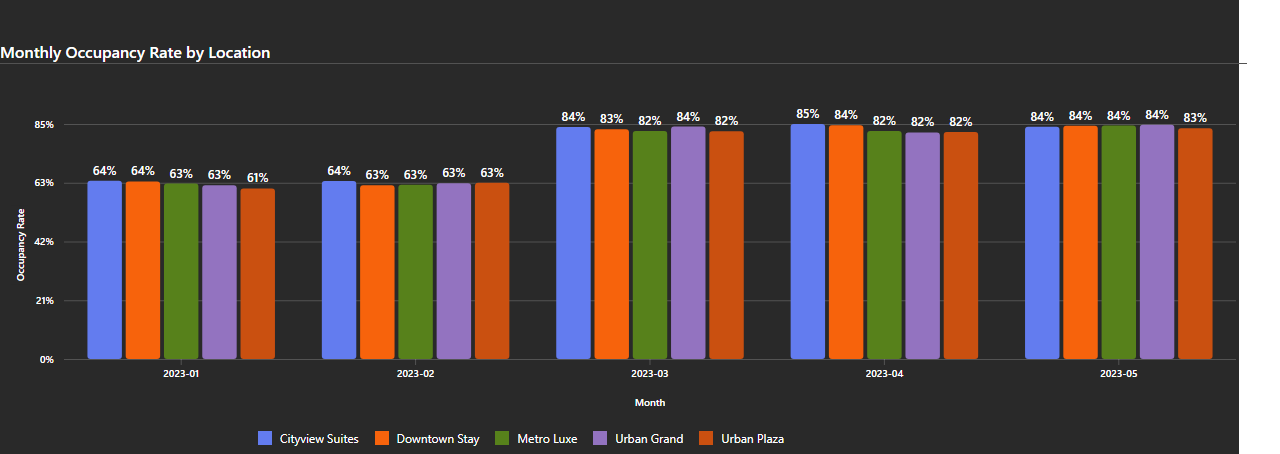 Monthly Occupancy Rate by Location
85%
63%
42%
21%
0%
Occupancy Rate
64% 64% 63% 63% 61%
64% 63% 63% 63% 63%
84% 83% 82% 84% 82%
85% 84% 82% 82% 82%
84% 84% 84% 84% 83%
2023-01 2023-02 2023-03 2023-04 2023-05
Month
Cityview Suites Downtown Stay Metro Luxe Urban Grand Urban Plaza